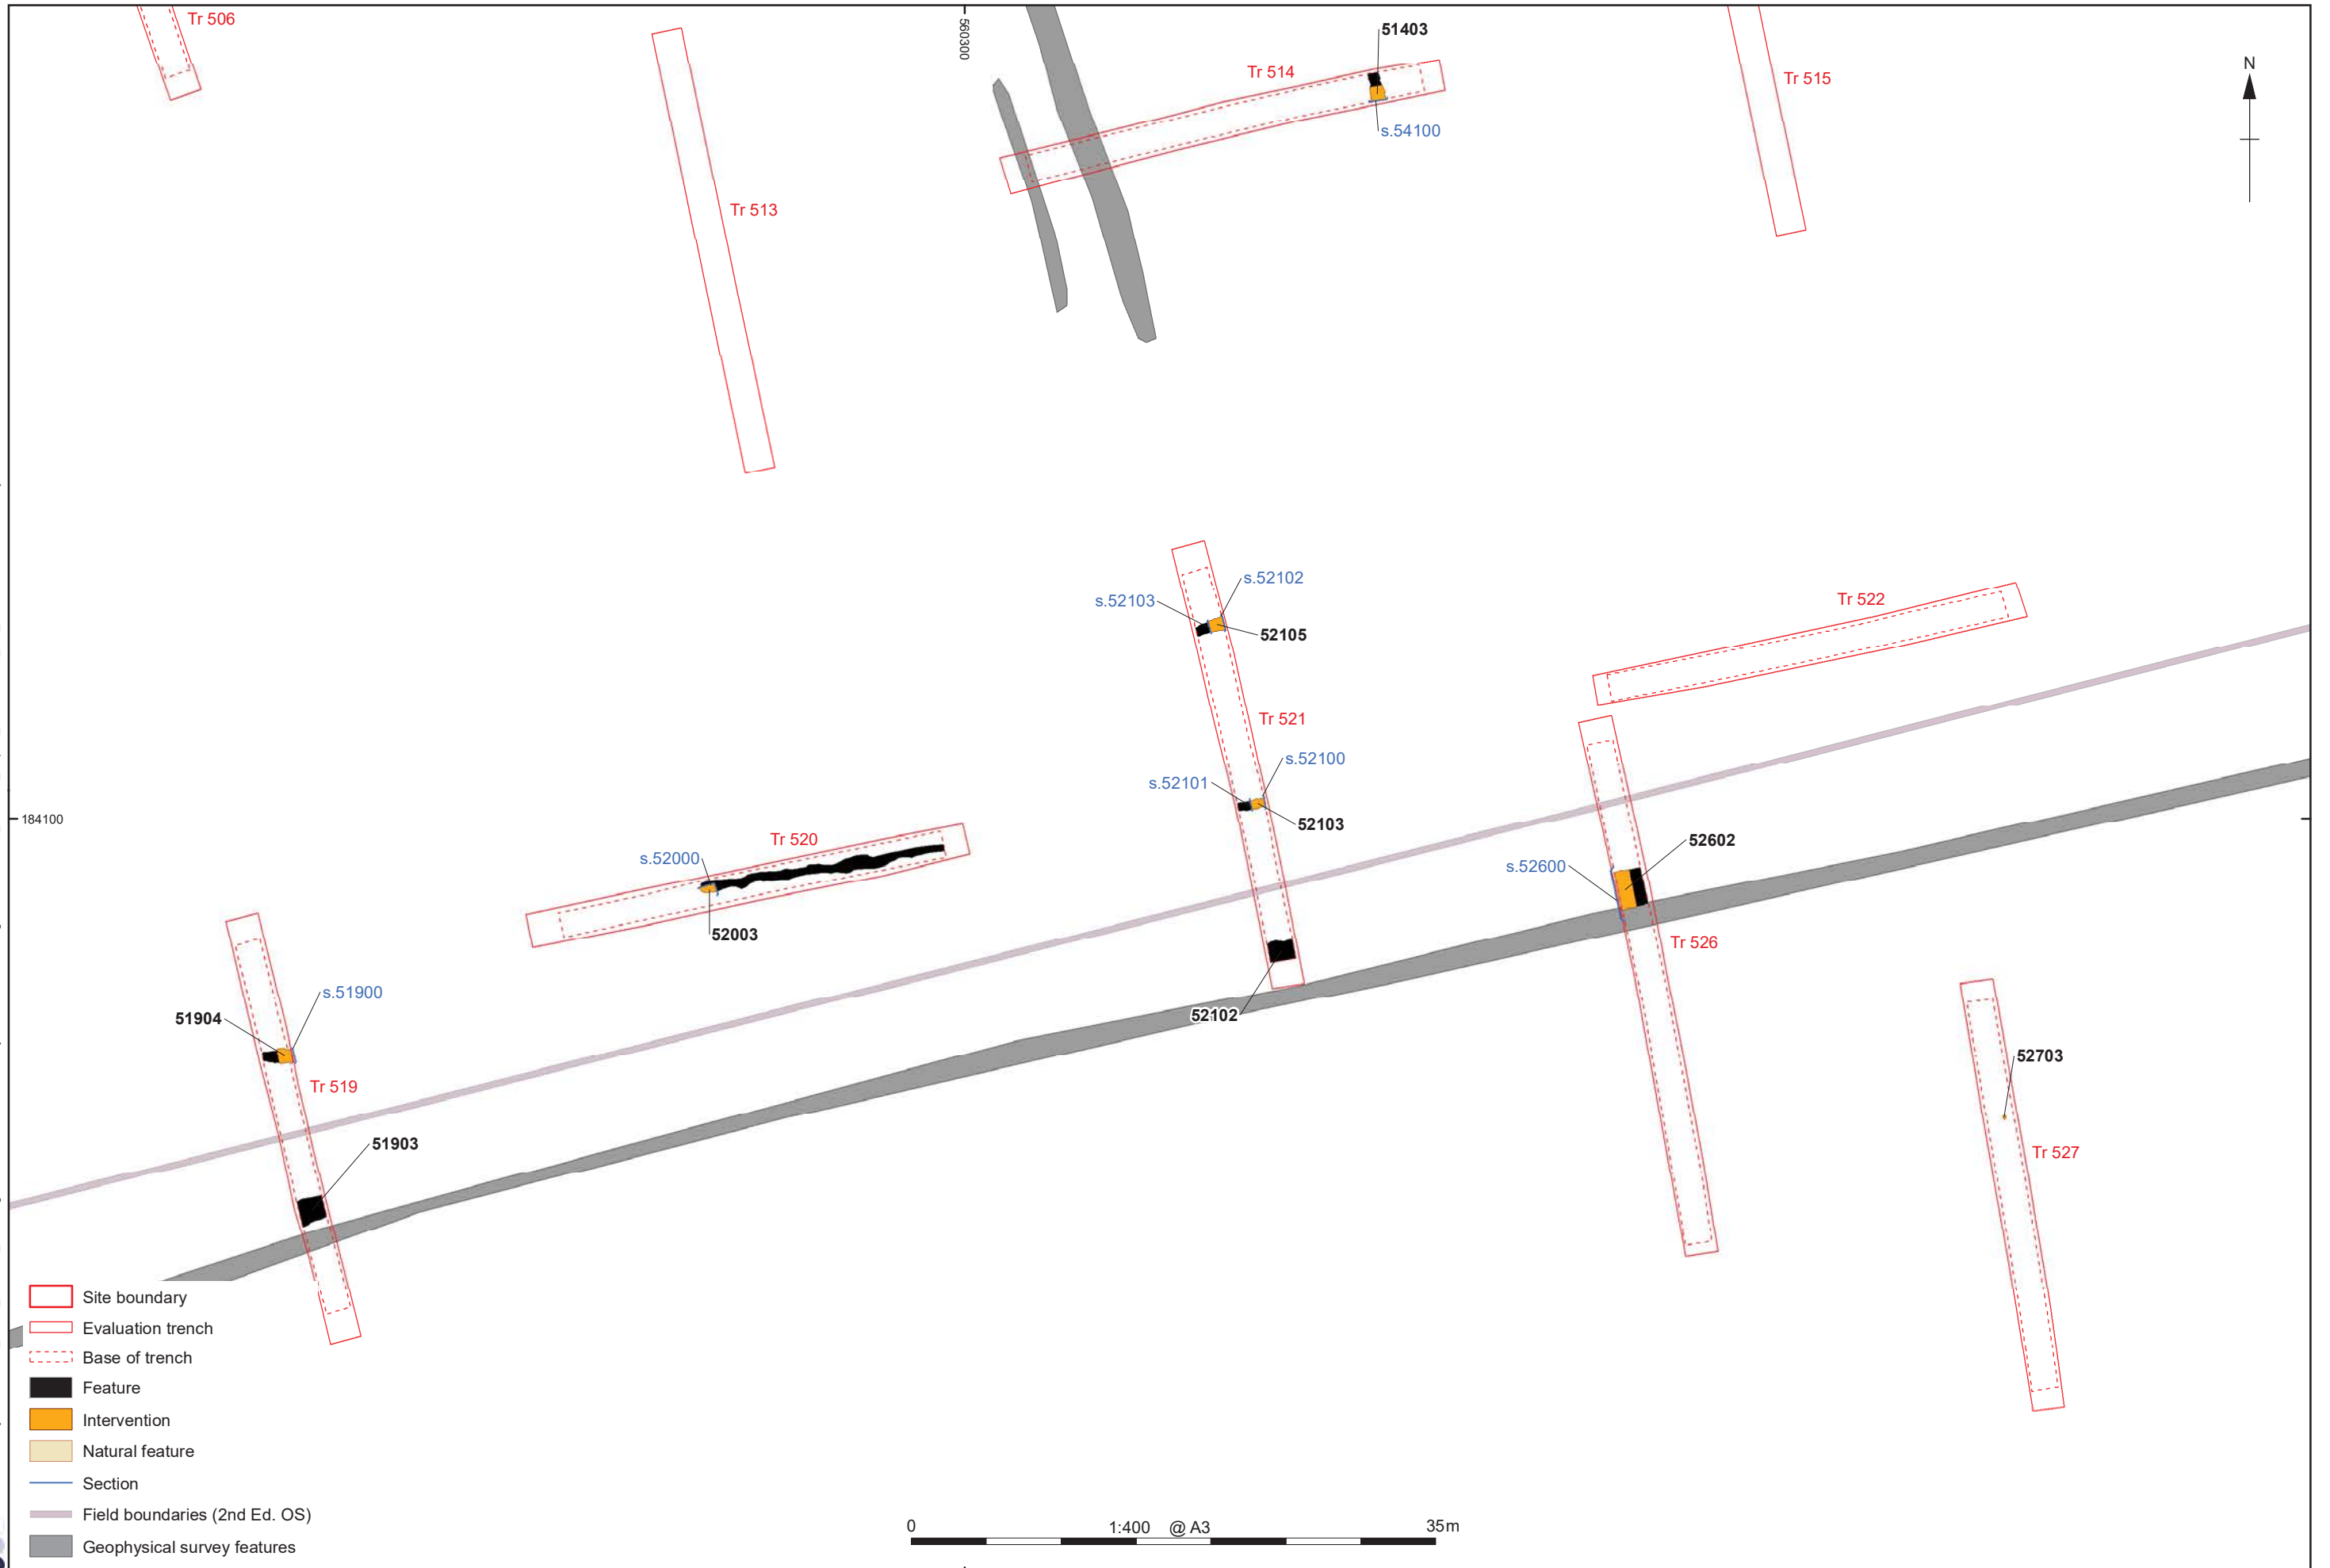 Tr 506
560300
51403
Tr 514
N
Tr 515
s.54100
Tr 513
s.52102
s.52103
52105
Tr 522
Tr 521
s.52100
s.52101
184100
52103
Tr 520
52602
s.52000
s.52600
52003
Tr 526
s.51900
51904
52102
52703
Tr 519
51903
Tr 527
Site boundary
Evaluation trench
Base of trench
Feature
Intervention
Natural feature
Section
Field boundaries (2nd Ed. OS)
Geophysical survey features
0 1:400 @ A3 35m